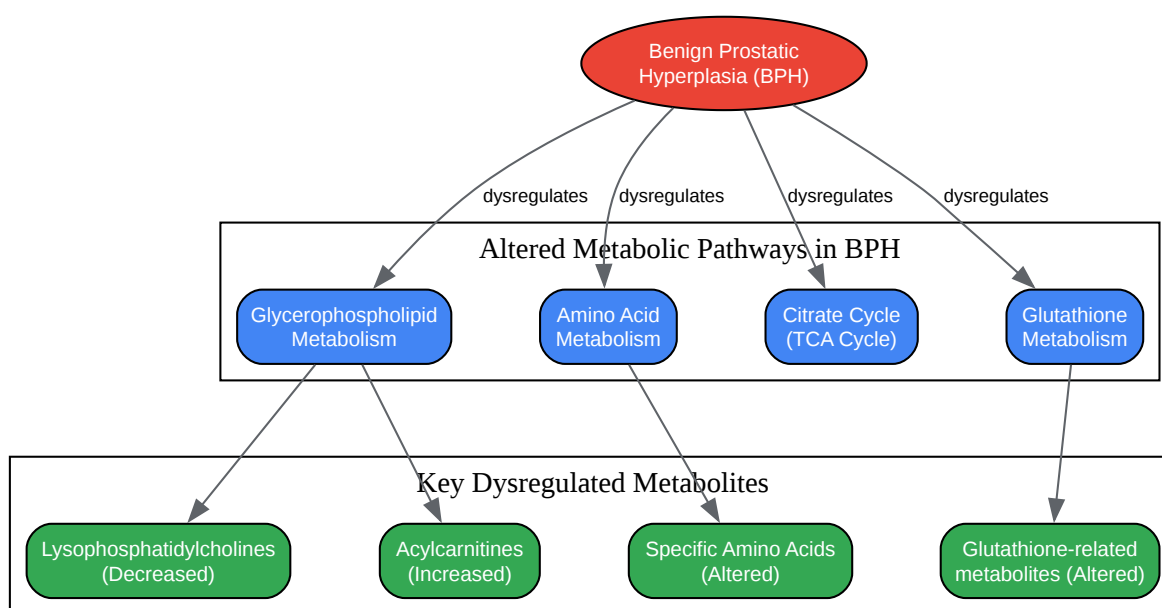 Benign Prostatic
Hyperplasia (BPH)
dysregulates
dysregulates
dysregulates
dysregulates
Altered Metabolic Pathways in BPH
Glycerophospholipid
Metabolism
Amino Acid
Metabolism
Citrate Cycle
(TCA Cycle)
Glutathione
Metabolism
Key Dysregulated Metabolites
Lysophosphatidylcholines
(Decreased)
Acylcarnitines
(Increased)
Specific Amino Acids
(Altered)
Glutathione-related
metabolites (Altered)